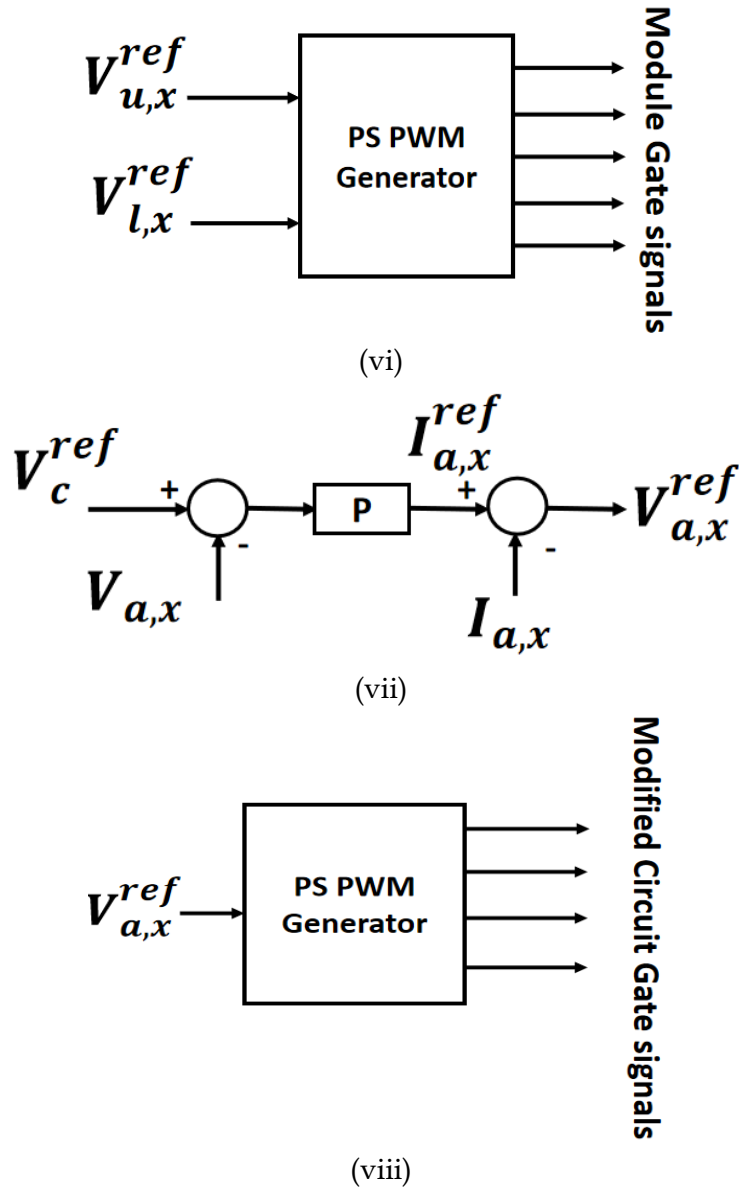 V_{u,x}^{ref}
V_{l,x}^{ref}
PS PWM
Generator
Module Gate signals
(vi)
V_c^{ref}
+
-
V_{a,x}
P
I_{a,x}^{ref}
+
-
I_{a,x}
V_{a,x}^{ref}
(vii)
V_{a,x}^{ref}
PS PWM
Generator
Modified Circuit Gate signals
(viii)